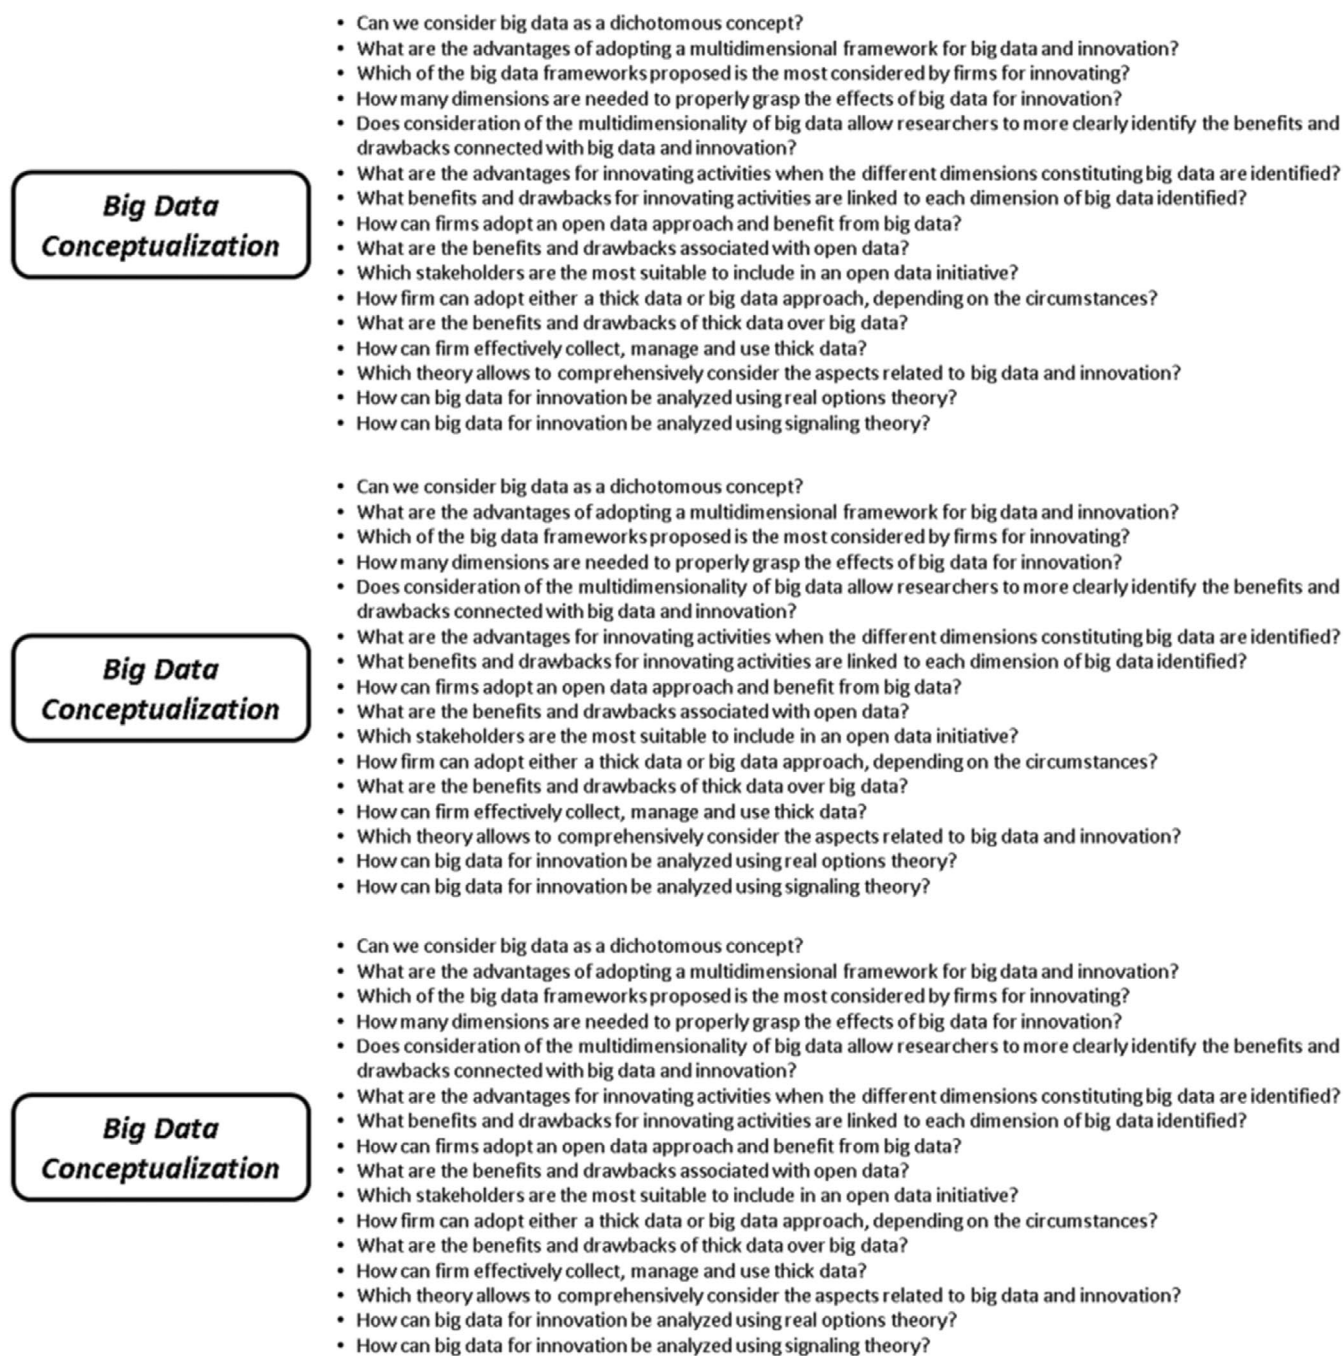 • Can we consider big data as a dichotomous concept?
• What are the advantages of adopting a multidimensional framework for big data and innovation?
• Which of the big data frameworks proposed is the most considered by firms for innovating?
• How many dimensions are needed to properly grasp the effects of big data for innovation?
• Does consideration of the multidimensionality of big data allow researchers to more clearly identify the benefits and
drawbacks connected with big data and innovation?
• What are the advantages for innovating activities when the different dimensions constituting big data are identified?
Big Data
Conceptualization
• What benefits and drawbacks for innovating activities are linked to each dimension of big data identified?
• How can firms adopt an open data approach and benefit from big data?
• What are the benefits and drawbacks associated with open data?
• Which stakeholders are the most suitable to include in an open data initiative?
• How firm can adopt either a thick data or big data approach, depending on the circumstances?
• What are the benefits and drawbacks of thick data over big data?
• How can firm effectively collect, manage and use thick data?
• Which theory allows to comprehensively consider the aspects related to big data and innovation?
• How can big data for innovation be analyzed using real options theory?
• How can big data for innovation be analyzed using signaling theory?
• Can we consider big data as a dichotomous concept?
• What are the advantages of adopting a multidimensional framework for big data and innovation?
• Which of the big data frameworks proposed is the most considered by firms for innovating?
• How many dimensions are needed to properly grasp the effects of big data for innovation?
• Does consideration of the multidimensionality of big data allow researchers to more clearly identify the benefits and
drawbacks connected with big data and innovation?
• What are the advantages for innovating activities when the different dimensions constituting big data are identified?
Big Data
Conceptualization
• What benefits and drawbacks for innovating activities are linked to each dimension of big data identified?
• How can firms adopt an open data approach and benefit from big data?
• What are the benefits and drawbacks associated with open data?
• Which stakeholders are the most suitable to include in an open data initiative?
• How firm can adopt either a thick data or big data approach, depending on the circumstances?
• What are the benefits and drawbacks of thick data over big data?
• How can firm effectively collect, manage and use thick data?
• Which theory allows to comprehensively consider the aspects related to big data and innovation?
• How can big data for innovation be analyzed using real options theory?
• How can big data for innovation be analyzed using signaling theory?
• Can we consider big data as a dichotomous concept?
• What are the advantages of adopting a multidimensional framework for big data and innovation?
• Which of the big data frameworks proposed is the most considered by firms for innovating?
• How many dimensions are needed to properly grasp the effects of big data for innovation?
• Does consideration of the multidimensionality of big data allow researchers to more clearly identify the benefits and
drawbacks connected with big data and innovation?
• What are the advantages for innovating activities when the different dimensions constituting big data are identified?
Big Data
Conceptualization
• What benefits and drawbacks for innovating activities are linked to each dimension of big data identified?
• How can firms adopt an open data approach and benefit from big data?
• What are the benefits and drawbacks associated with open data?
• Which stakeholders are the most suitable to include in an open data initiative?
• How firm can adopt either a thick data or big data approach, depending on the circumstances?
• What are the benefits and drawbacks of thick data over big data?
• How can firm effectively collect, manage and use thick data?
• Which theory allows to comprehensively consider the aspects related to big data and innovation?
• How can big data for innovation be analyzed using real options theory?
• How can big data for innovation be analyzed using signaling theory?